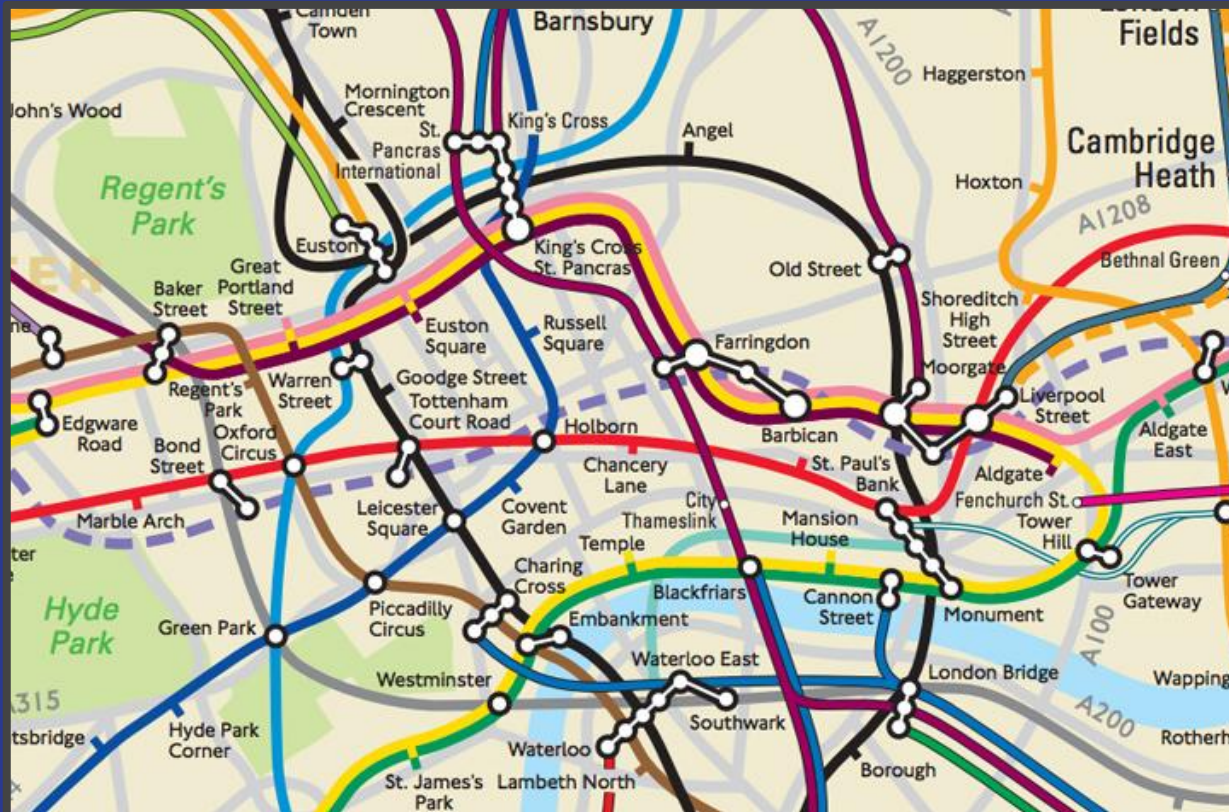 Camden
Town
Barnsbury
London
Fields
A1200
Haggerston
John's Wood
Mornington
Crescent
St.
Pancras
International
King's Cross
Angel
Cambridge
Heath
Regent's
Park
Hoxton
A1208
Euston
King's Cross
St. Pancras
Old Street
Bethnal Green
Great
Portland
Street
Baker
Street
Shoreditch
High
Street
Euston
Square
Russell
Square
Farringdon
Moorgate
Regent's
Park
Warren
Street
Goodge Street
Tottenham
Court Road
Liverpool
Street
Edgware
Road
Bond
Street
Oxford
Circus
Holborn
Barbican
Aldgate
East
Chancery
Lane
St. Paul's
Bank
Aldgate
Marble Arch
Leicester
Square
Covent
Garden
City
Thameslink
Mansion
House
Fenchurch St.
Tower
Hill
Temple
Charing
Cross
Hyde
Park
Piccadilly
Circus
Blackfriars
Cannon
Street
Monument
Tower
Gateway
Green Park
Embankment
A100
Westminster
Waterloo East
London Bridge
Wapping
A315
Hyde Park
Corner
Southwark
A200
tsbridge
Waterloo
Rotherh
St. James's
Park
Lambeth North
Borough